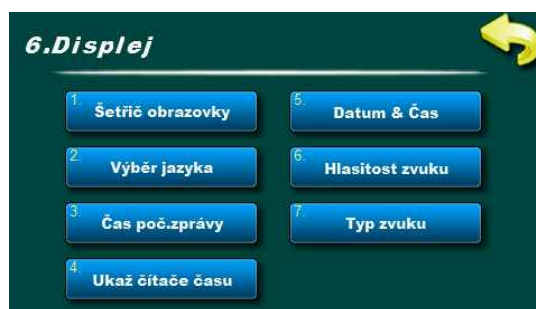 6.Displej
1. Šetřič obrazovky
2. Výběr jazyka
3. Čas poč.zprávy
4. Ukaž čítače času
5. Datum & Čas
6. Hlasitost zvuku
7. Typ zvuku